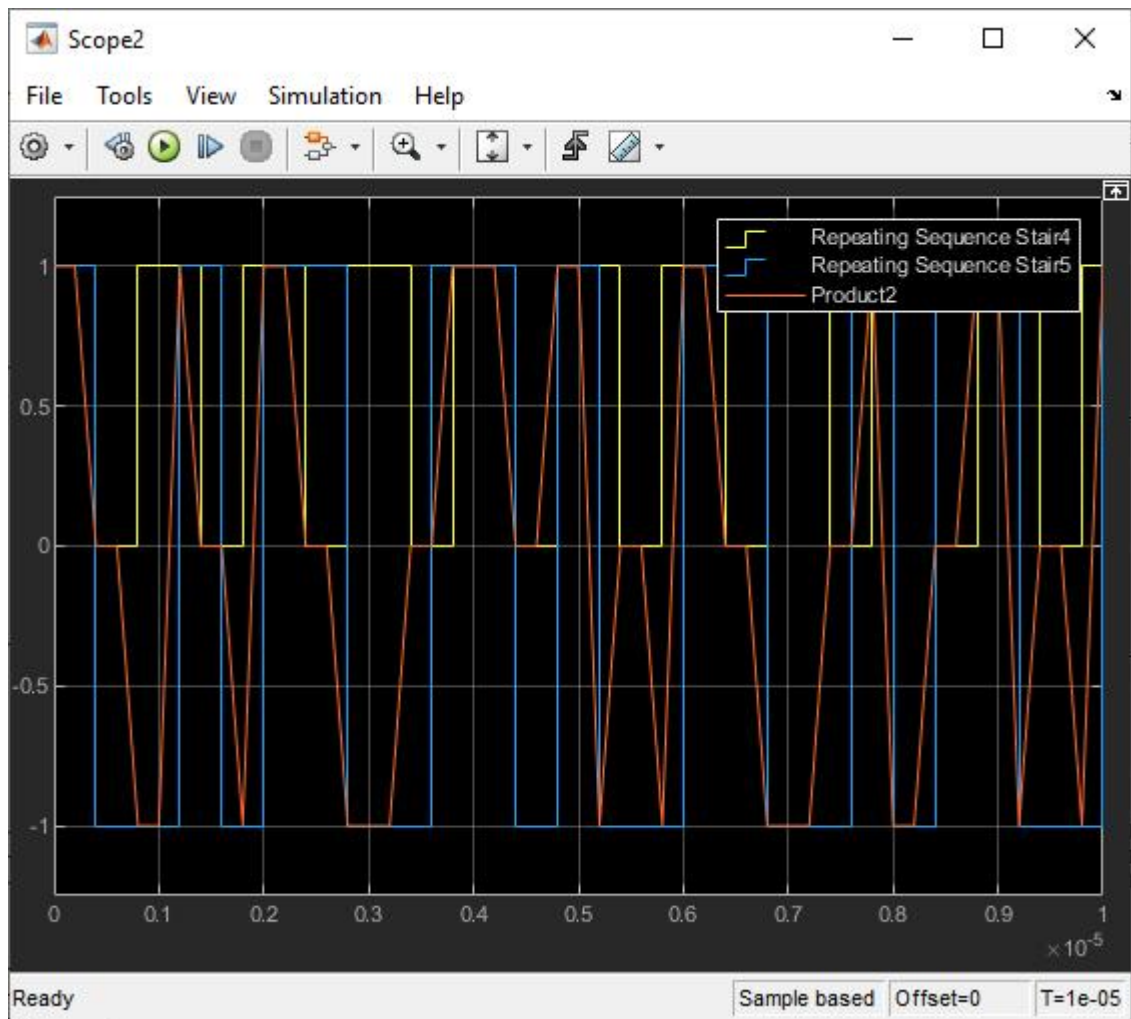 Scope2
File Tools View Simulation Help
Repeating Sequence Stair4
Repeating Sequence Stair5
Product2
1
0.5
0
-0.5
-1
0 0.1 0.2 0.3 0.4 0.5 0.6 0.7 0.8 0.9 1
×10⁻⁵
Ready Sample based Offset=0 T=1e-05